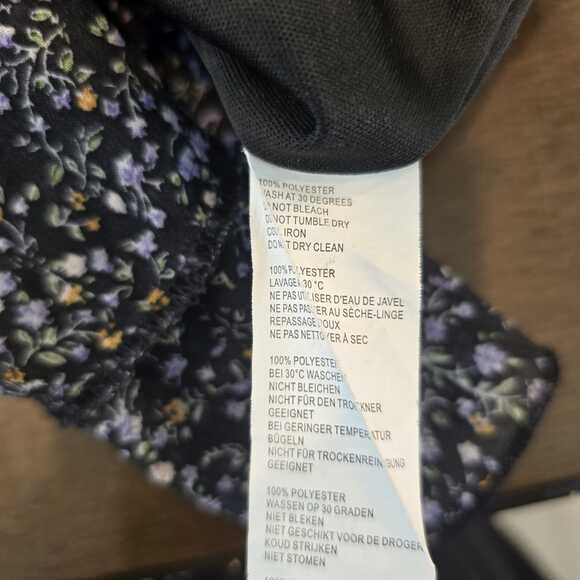 100% POLYESTER
WASH AT 30 DEGREES
DO NOT BLEACH
DO NOT TUMBLE DRY
COOL IRON
DON'T DRY CLEAN
100% POLYESTER
LAVAGE À 30 °C
NE PAS UTILISER D'EAU DE JAVEL
NE PAS PASSER AU SÈCHE-LINGE
REPASSAGE DOUX
NE PAS NETTOYER À SEC
100% POLYESTER
BEI 30°C WASCHEN
NICHT BLEICHEN
NICHT FÜR DEN TROCKNER
GEEIGNET
BEI GERINGER TEMPERATUR
BÜGELN
NICHT FÜR TROCKENREINIGUNG
GEEIGNET
100% POLYESTER
WASSEN OP 30 GRADEN
NIET BLEKEN
NIET GESCHIKT VOOR DE DROGER
KOUD STRIJKEN
NIET STOMEN
100% POLYESTER